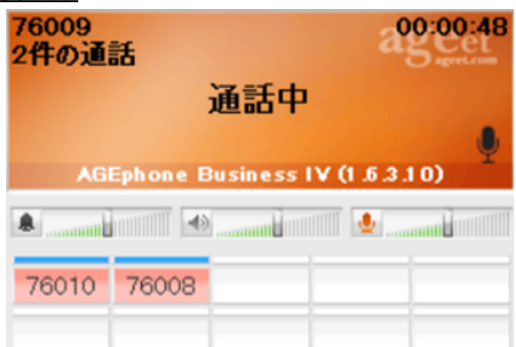 76009
00:00:48
2件の通話
ageet
ageet.com
通話中
AGEphone Business IV (1.6.3.10)
76010
76008